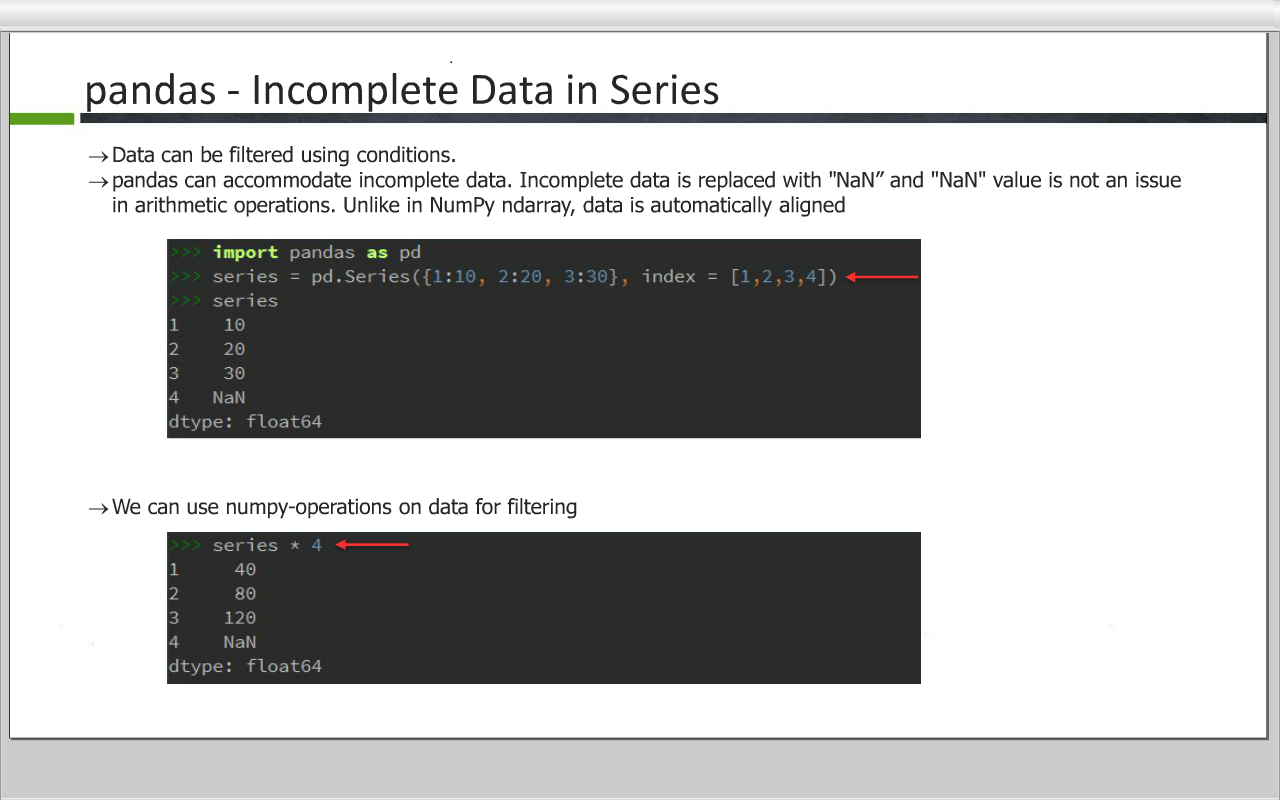 pandas - Incomplete Data in Series
→Data can be filtered using conditions.
→pandas can accommodate incomplete data. Incomplete data is replaced with "NaN” and "NaN" value is not an issue
in arithmetic operations. Unlike in NumPy ndarray, data is automatically aligned
>>> import pandas as pd
>>> series = pd.Series({1:10, 2:20, 3:30}, index = [1,2,3,4])
>>> series
1    10
2    20
3    30
4   NaN
dtype: float64
→We can use numpy-operations on data for filtering
>>> series * 4
1     40
2     80
3    120
4    NaN
dtype: float64